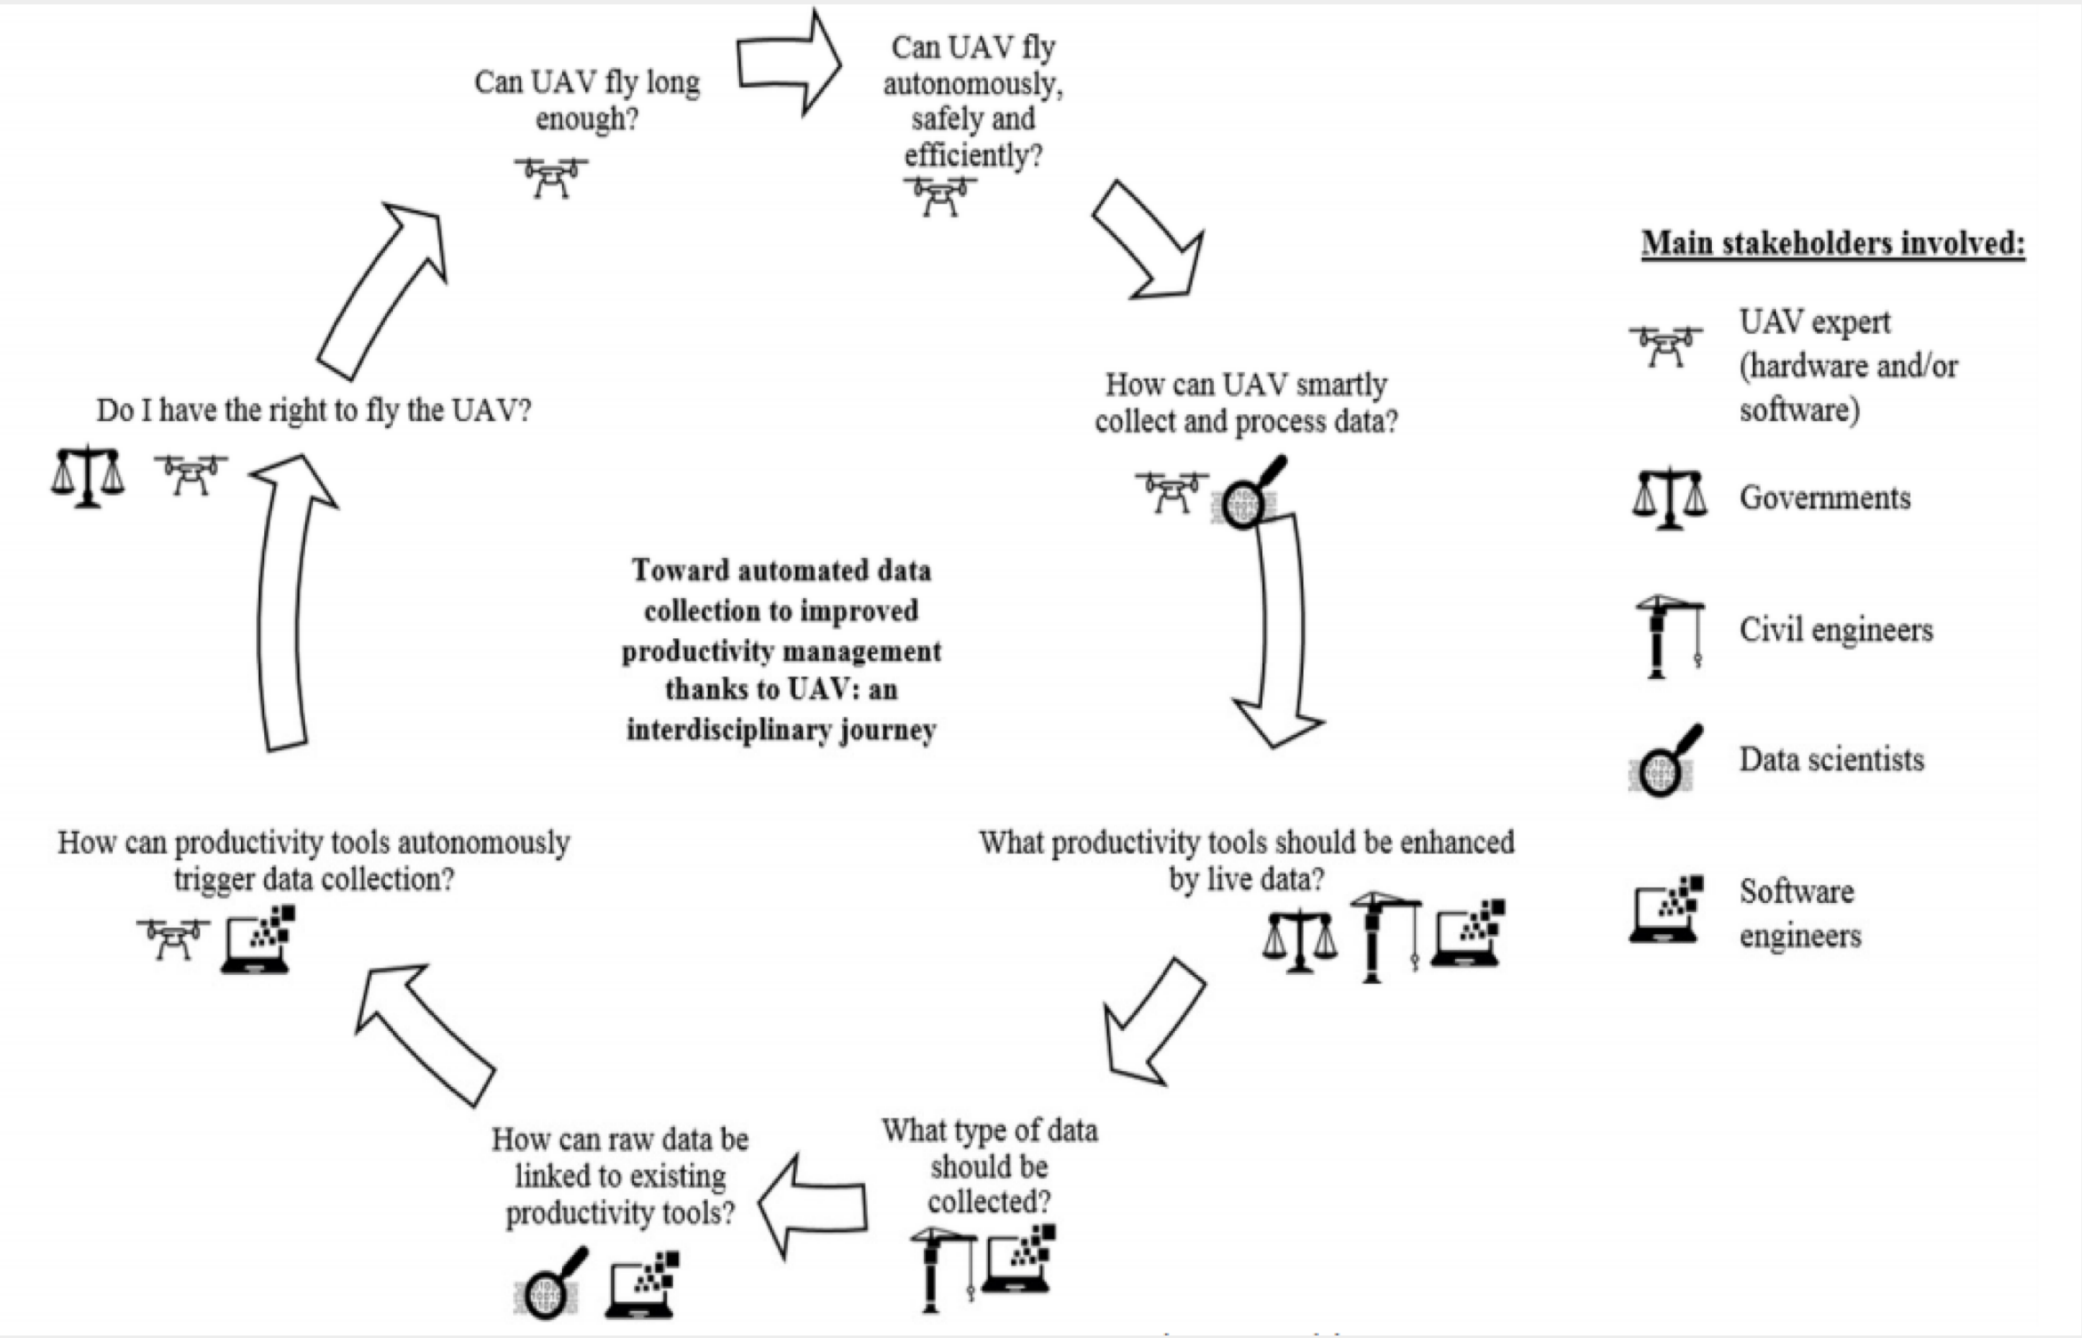 Can UAV fly long
enough?
Can UAV fly
autonomously,
safely and
efficiently?
How can UAV smartly
collect and process data?
What productivity tools should be enhanced
by live data?
What type of data
should be
collected?
How can raw data be
linked to existing
productivity tools?
How can productivity tools autonomously
trigger data collection?
Do I have the right to fly the UAV?
Toward automated data
collection to improved
productivity management
thanks to UAV: an
interdisciplinary journey
Main stakeholders involved:
UAV expert
(hardware and/or
software)
Governments
Civil engineers
Data scientists
Software
engineers